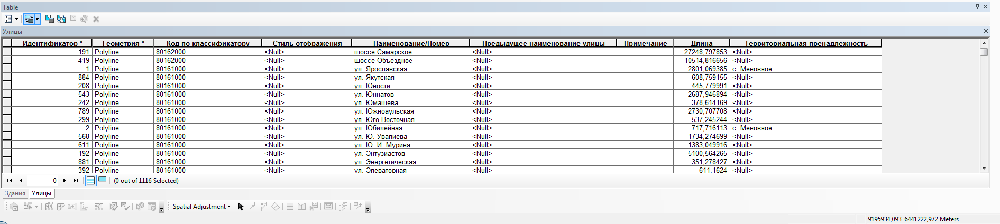 Table
Улицы
Идентификатор * Геометрия * Код по классификатору Стиль отображения Наименование/Номер Предыдущее наименование улицы Примечание Длина Территориальная пренадлежность
191 Polyline 80162000 <Null> шоссе Самарское <Null> 27248,797853 <Null>
419 Polyline 80162000 <Null> шоссе Объездное <Null> 10514,816656 <Null>
1 Polyline 80161000 <Null> ул. Ярославская <Null> 2801,069385 с. Меновное
884 Polyline 80161000 <Null> ул. Якутская <Null> 608,759155 <Null>
208 Polyline 80161000 <Null> ул. Юности <Null> 445,779991 <Null>
543 Polyline 80161000 <Null> ул. Юннатов <Null> 2687,946894 <Null>
242 Polyline 80161000 <Null> ул. Юмашева <Null> 378,614169 <Null>
789 Polyline 80161000 <Null> ул. Южноаульская <Null> 2730,707708 <Null>
299 Polyline 80161000 <Null> ул. Юго-Восточная <Null> 537,245244 <Null>
2 Polyline 80161000 <Null> ул. Юбилейная <Null> 717,716113 с. Меновное
568 Polyline 80161000 <Null> ул. Ю. Увалиева <Null> 1734,274699 <Null>
611 Polyline 80161000 <Null> ул. Ю. И. Мурина <Null> 1383,049916 <Null>
192 Polyline 80161000 <Null> ул. Энтузиастов <Null> 5100,564265 <Null>
881 Polyline 80161000 <Null> ул. Энергетическая <Null> 351,278427 <Null>
392 Polyline 80161000 <Null> ул. Элеваторная <Null> 611,1624 <Null>
0 (0 out of 1116 Selected)
Здания Улицы
Spatial Adjustment
9195934,093 6441222,972 Meters